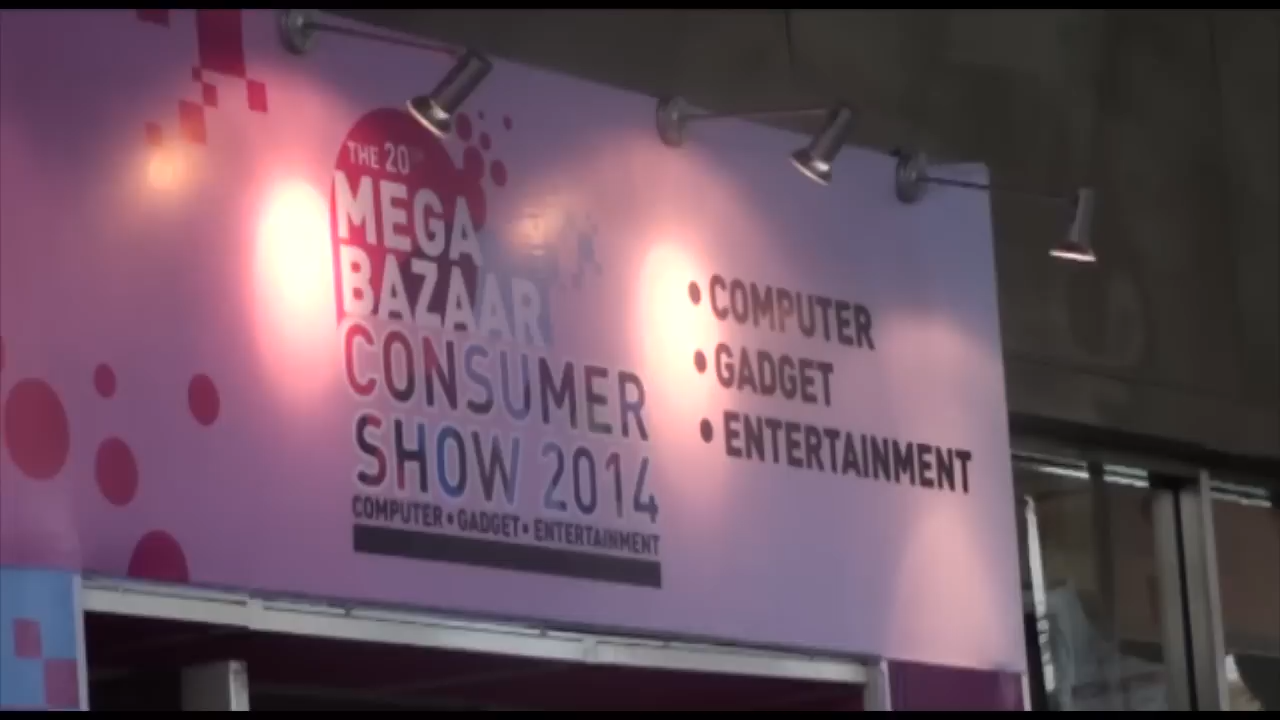 THE 20TH
MEGA
BAZAAR
CONSUMER
SHOW 2014
COMPUTER • GADGET • ENTERTAINMENT
• COMPUTER
• GADGET
• ENTERTAINMENT